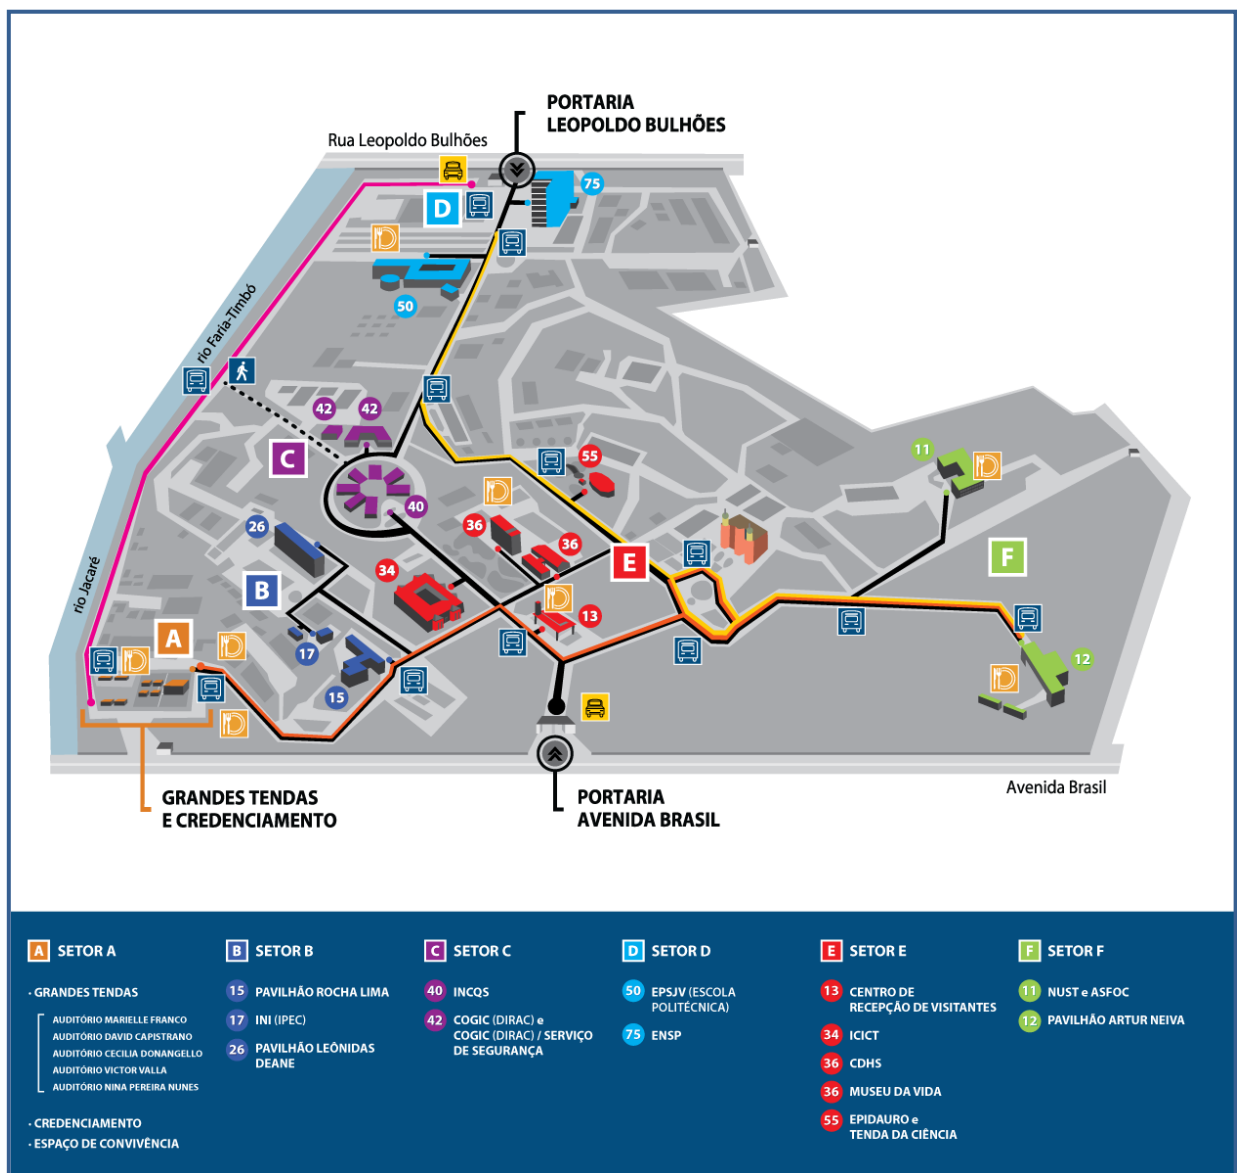 PORTARIA
LEOPOLDO BULHÕES
Rua Leopoldo Bulhões
75
D
50
rio Faria-Timbó
42
42
C
55
11
40
36
26
36
E
F
34
B
rio Jacaré
13
A
17
12
15
GRANDES TENDAS
E CREDENCIAMENTO
PORTARIA
AVENIDA BRASIL
Avenida Brasil
A SETOR A
· GRANDES TENDAS
AUDITÓRIO MARIELLE FRANCO
AUDITÓRIO DAVID CAPISTRANO
AUDITÓRIO CECILIA DONANGELLO
AUDITÓRIO VICTOR VALLA
AUDITÓRIO NINA PEREIRA NUNES
· CREDENCIAMENTO
· ESPAÇO DE CONVIVÊNCIA
B SETOR B
15 PAVILHÃO ROCHA LIMA
17 INI (IPEC)
26 PAVILHÃO LEÔNIDAS
DEANE
C SETOR C
40 INCQS
42 COGIC (DIRAC) e
COGIC (DIRAC) / SERVIÇO
DE SEGURANÇA
D SETOR D
50 EPSJV (ESCOLA
POLITÉCNICA)
75 ENSP
E SETOR E
13 CENTRO DE
RECEPÇÃO DE VISITANTES
34 ICICT
36 CDHS
36 MUSEU DA VIDA
55 EPIDAURO e
TENDA DA CIÊNCIA
F SETOR F
11 NUST e ASFOC
12 PAVILHÃO ARTUR NEIVA